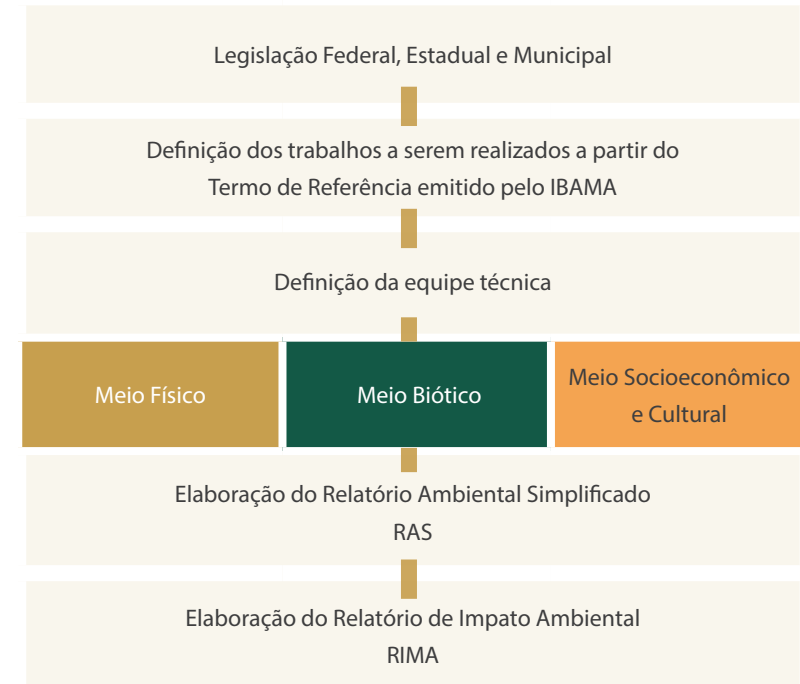 Legislação Federal, Estadual e Municipal
Definição dos trabalhos a serem realizados a partir do
Termo de Referência emitido pelo IBAMA
Definição da equipe técnica
Meio Físico
Meio Biótico
Meio Socioeconômico
e Cultural
Elaboração do Relatório Ambiental Simplificado
RAS
Elaboração do Relatório de Impato Ambiental
RIMA